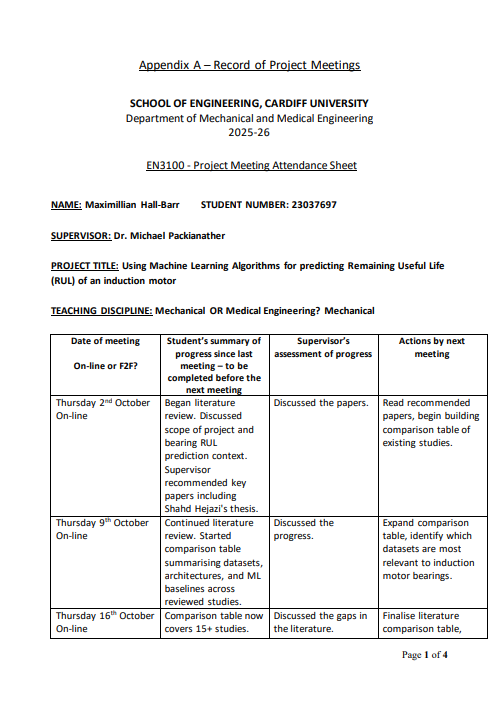 Appendix A – Record of Project Meetings
SCHOOL OF ENGINEERING, CARDIFF UNIVERSITY
Department of Mechanical and Medical Engineering
2025-26
EN3100 - Project Meeting Attendance Sheet
NAME: Maximillian Hall-Barr STUDENT NUMBER: 23037697
SUPERVISOR: Dr. Michael Packianather
PROJECT TITLE: Using Machine Learning Algorithms for predicting Remaining Useful Life
(RUL) of an induction motor
TEACHING DISCIPLINE: Mechanical OR Medical Engineering? Mechanical
Date of meeting
On-line or F2F?
Student's summary of
progress since last
meeting – to be
completed before the
next meeting
Supervisor's
assessment of progress
Actions by next
meeting
Thursday 2nd October
On-line
Began literature
review. Discussed
scope of project and
bearing RUL
prediction context.
Supervisor
recommended key
papers including
Shahd Hejazi's thesis.
Discussed the papers.
Read recommended
papers, begin building
comparison table of
existing studies.
Thursday 9th October
On-line
Continued literature
review. Started
comparison table
summarising datasets,
architectures, and ML
baselines across
reviewed studies.
Discussed the
progress.
Expand comparison
table, identify which
datasets are most
relevant to induction
motor bearings.
Thursday 16th October
On-line
Comparison table now
covers 15+ studies.
Discussed the gaps in
the literature.
Finalise literature
comparison table,
Page 1 of 4